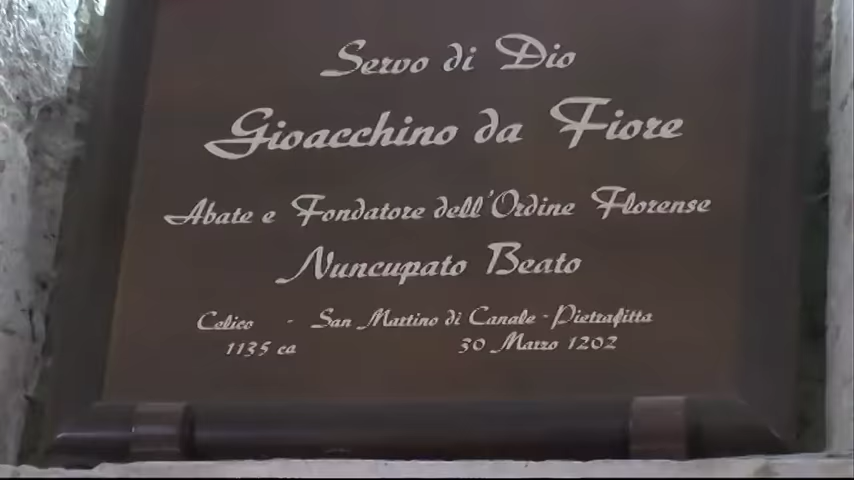 Servo di Dio
Gioacchino da Fiore
Abate e Fondatore dell'Ordine Florense
Nuncupato Beato
Celico - San Martino di Canale - Pietrafitta
1135 ca 30 Marzo 1202